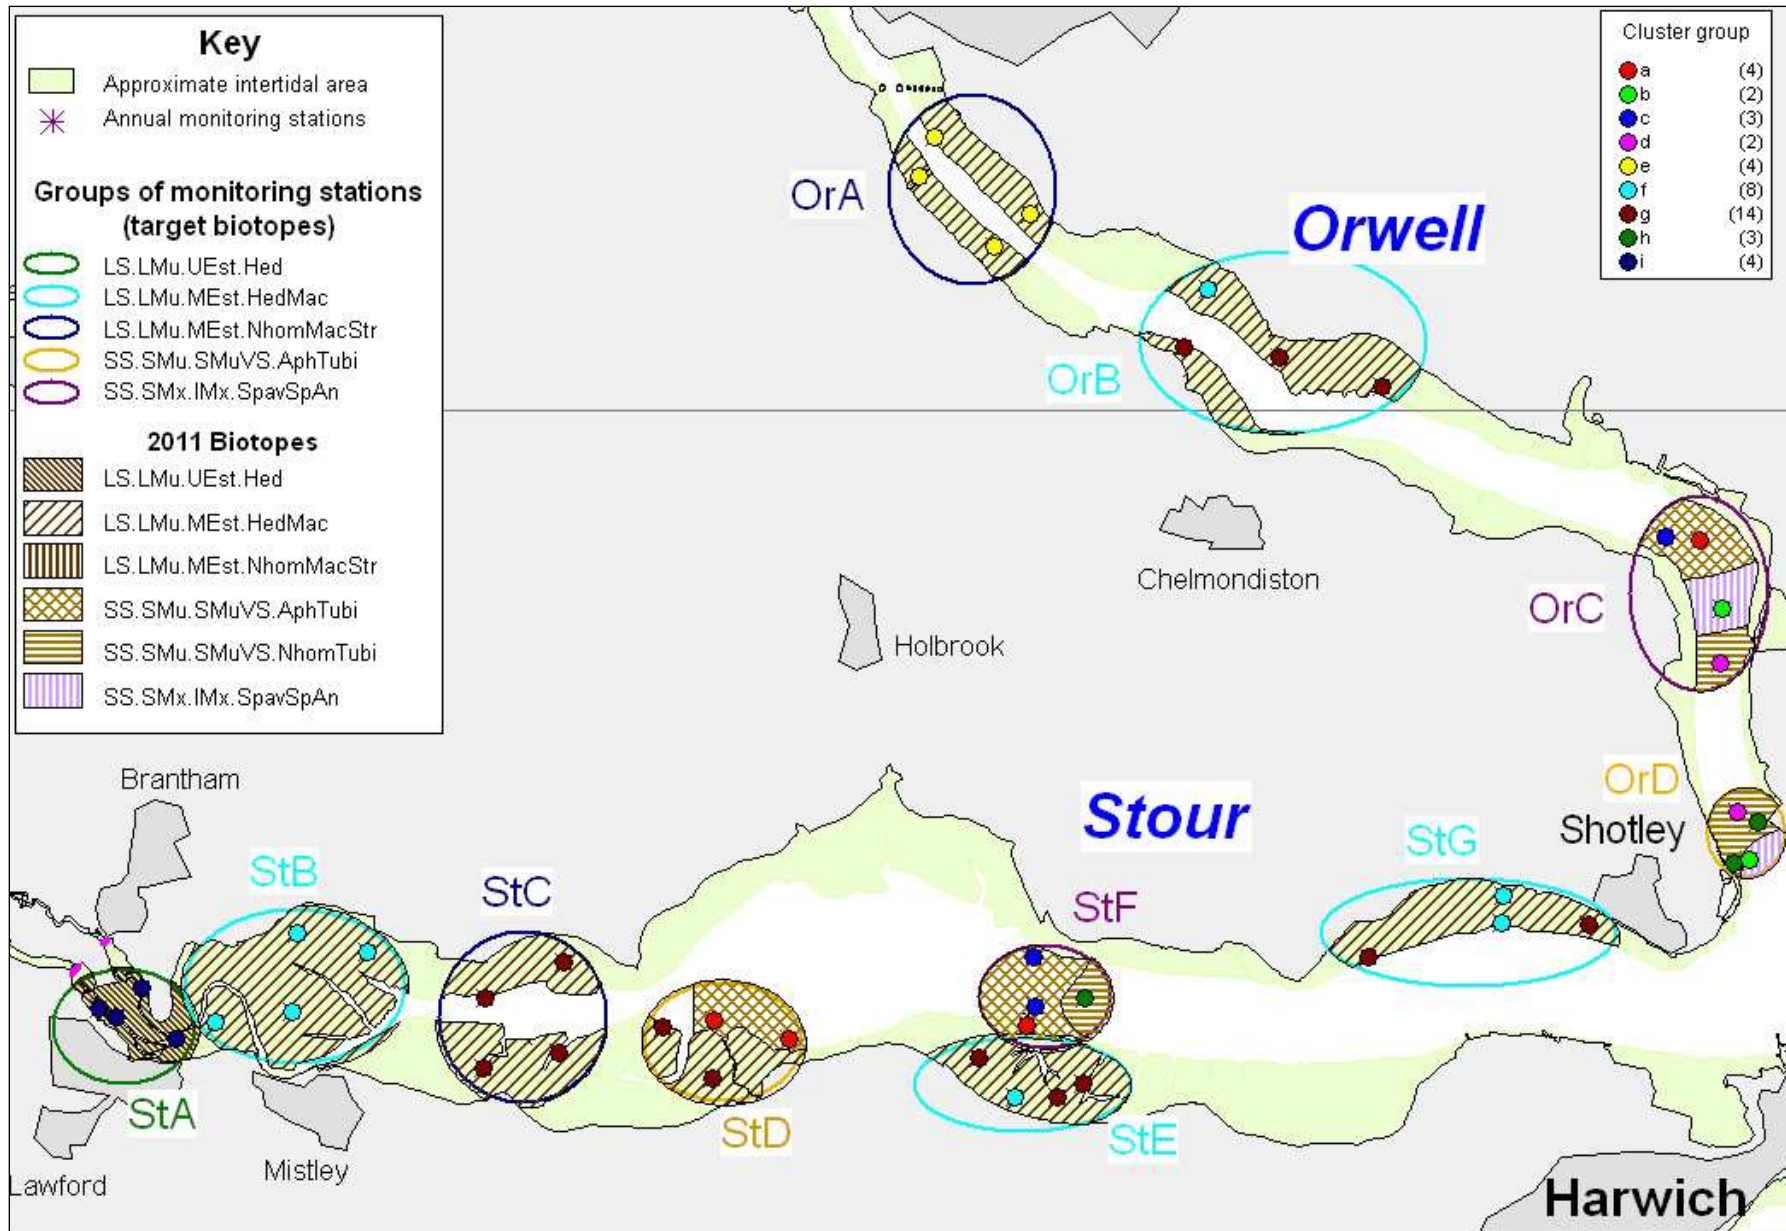 Key
Approximate intertidal area
Annual monitoring stations
Groups of monitoring stations
(target biotopes)
LS.LMu.UEst.Hed
LS.LMu.MEst.HedMac
LS.LMu.MEst.NhomMacStr
SS.SMu.SMuVS.AphTubi
SS.SMx.IMx.SpavSpAn
2011 Biotopes
LS.LMu.UEst.Hed
LS.LMu.MEst.HedMac
LS.LMu.MEst.NhomMacStr
SS.SMu.SMuVS.AphTubi
SS.SMu.SMuVS.NhomTubi
SS.SMx.IMx.SpavSpAn
Cluster group
a (4)
b (2)
c (3)
d (2)
e (4)
f (8)
g (14)
h (3)
i (4)
OrA
Orwell
OrB
Chelmondiston
OrC
Holbrook
OrD
Brantham
Stour
Shotley
StB
StC
StF
StG
StA
StD
StE
Mistley
Lawford
Harwich